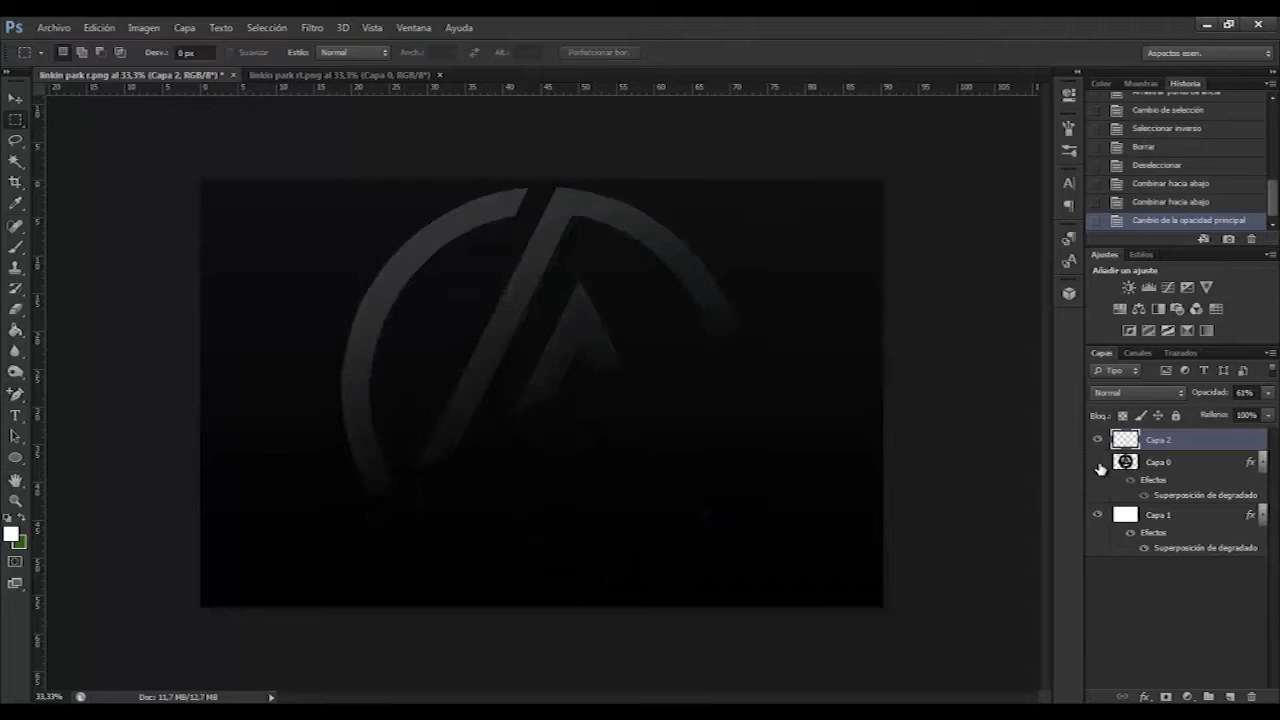 Ps Archivo Edición Imagen Capa Texto Selección Filtro 3D Vista Ventana Ayuda
Desv.: 0 px Suavizar Estilo: Normal Anch.: Alt.: Perfeccionar bor. Aspectos esen.
linkin park r.png al 33,3% (Capa 2, RGB/8*) * × linkin park rt.png al 33,3% (Capa 0, RGB/8*) ×
Color Muestras Historia
Cambio de selección
Seleccionar inverso
Borrar
Deseleccionar
Combinar hacia abajo
Combinar hacia abajo
Cambio de la opacidad principal
Ajustes Estilos
Añadir un ajuste
Capas Canales Trazados
Tipo
Normal Opacidad: 61%
Bloq.: Relleno: 100%
Capa 2
Capa 0 fx
Efectos
Superposición de degradado
Capa 1 fx
Efectos
Superposición de degradado
33,33% Doc: 11,7 MB/12,7 MB